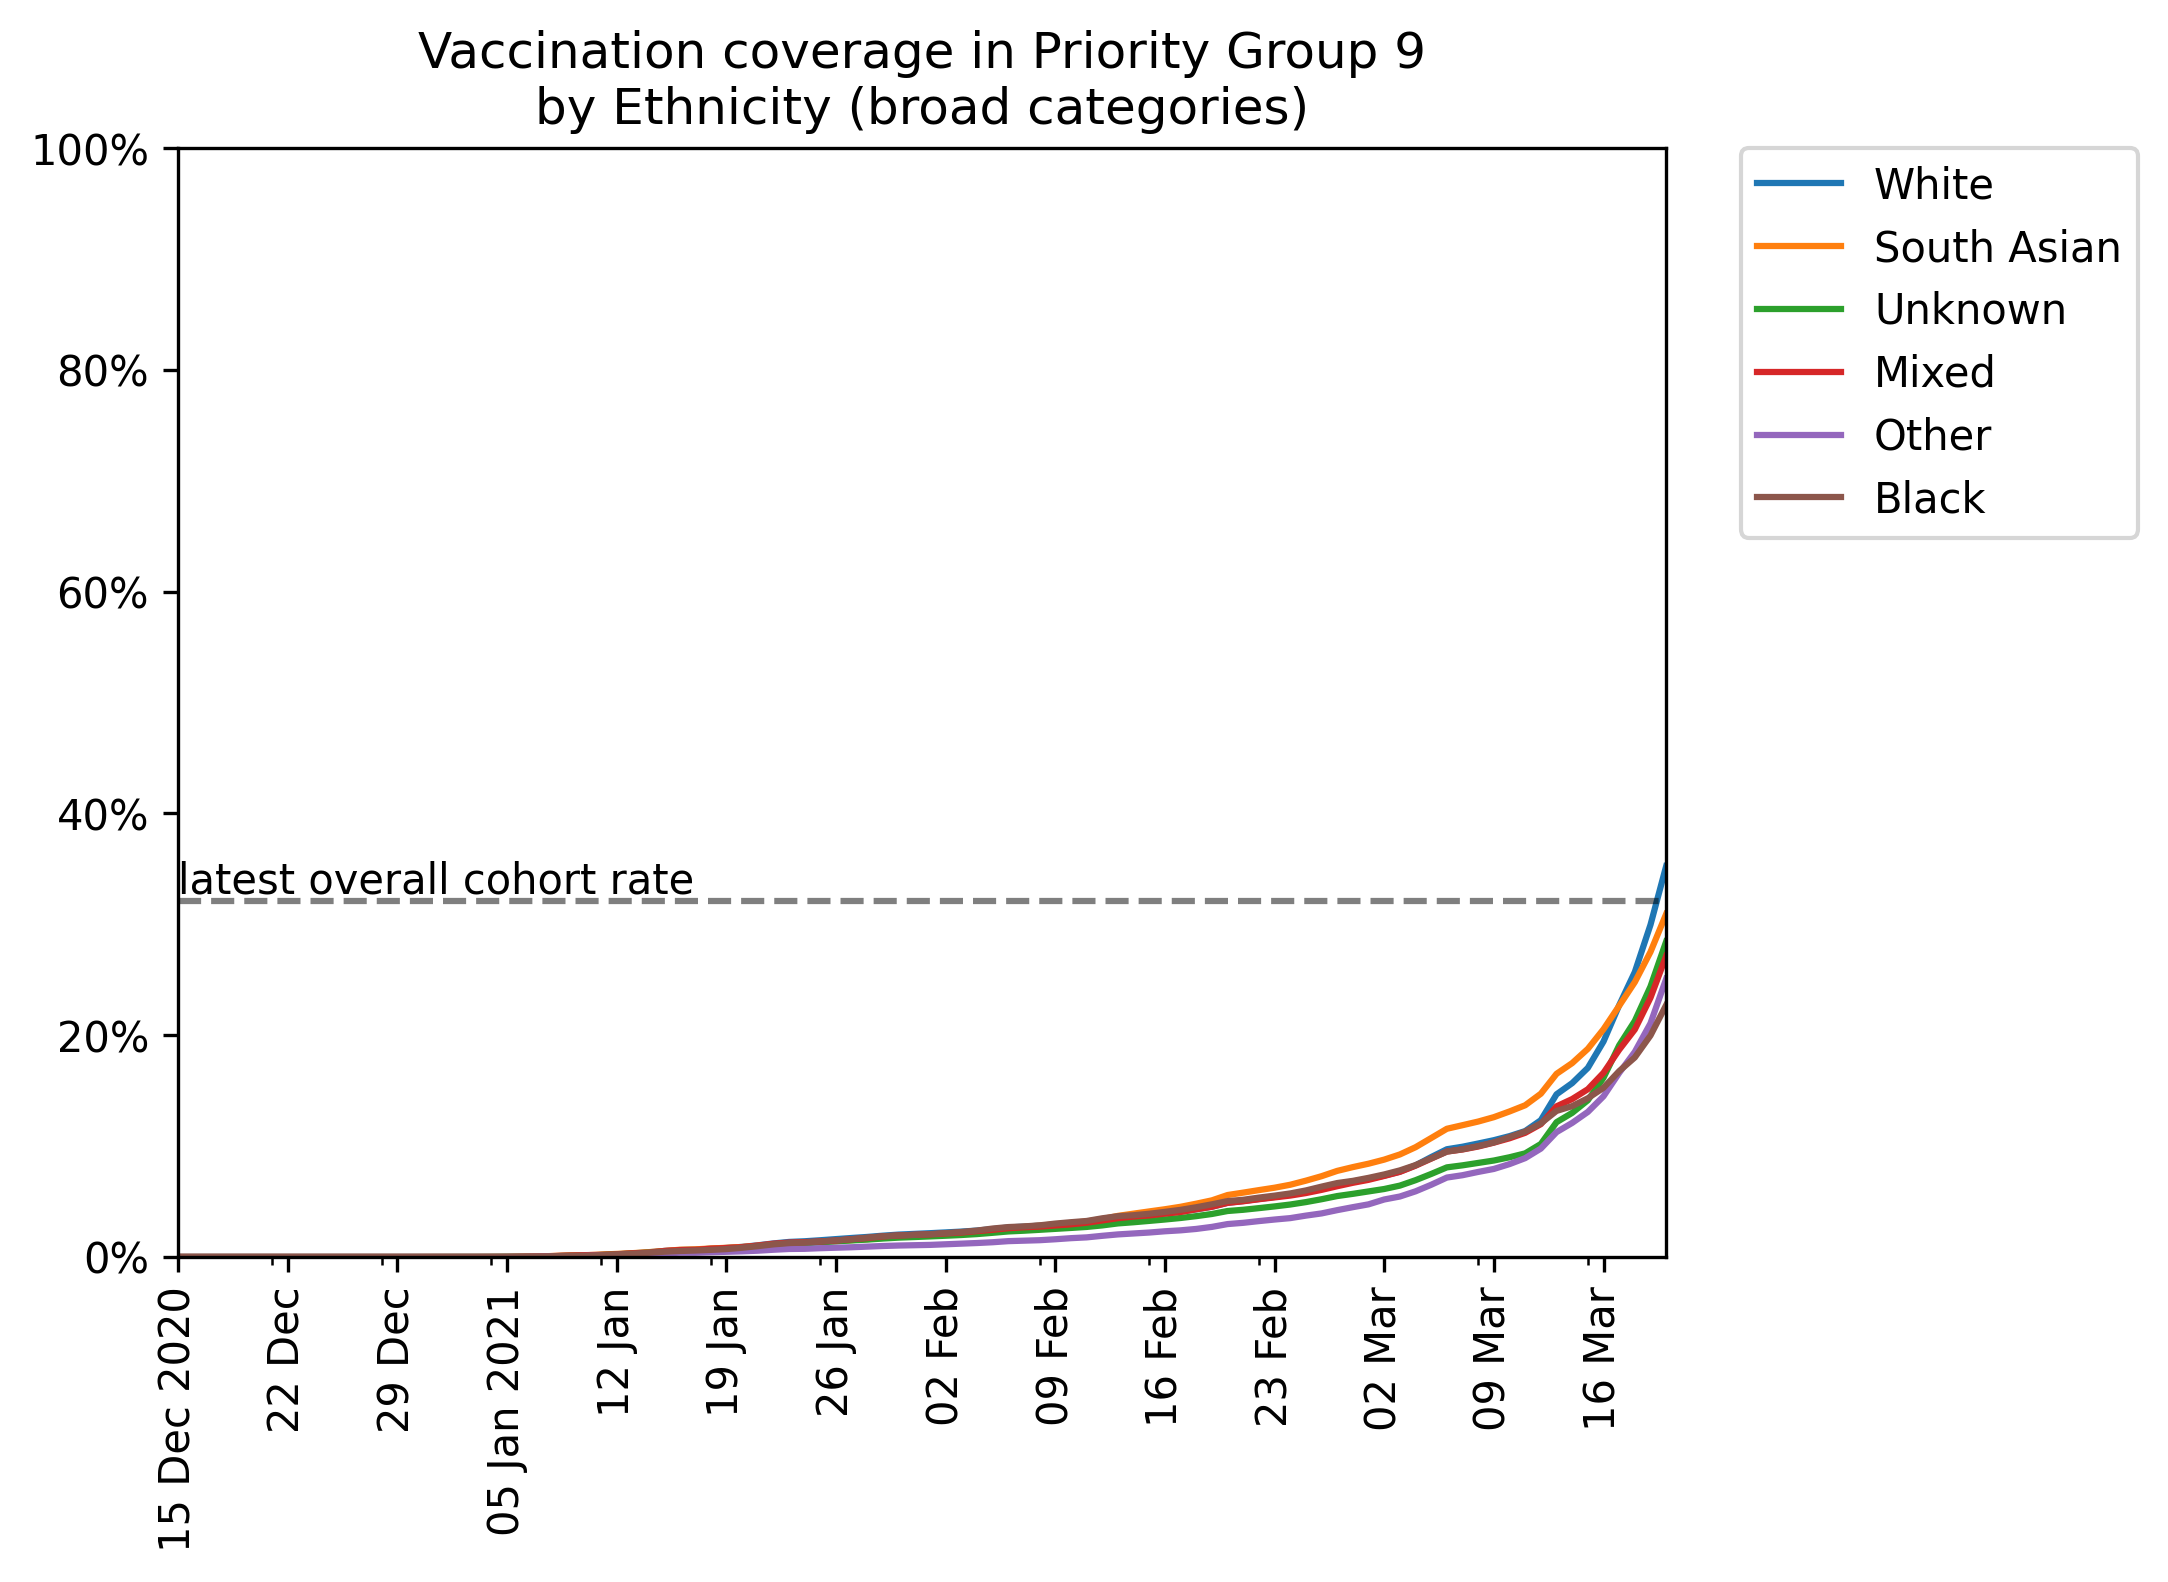 Vaccination coverage in Priority Group 9
by Ethnicity (broad categories)
100%
80%
60%
40%
20%
0%
latest overall cohort rate
15 Dec 2020
22 Dec
29 Dec
05 Jan 2021
12 Jan
19 Jan
26 Jan
02 Feb
09 Feb
16 Feb
23 Feb
02 Mar
09 Mar
16 Mar
White
South Asian
Unknown
Mixed
Other
Black